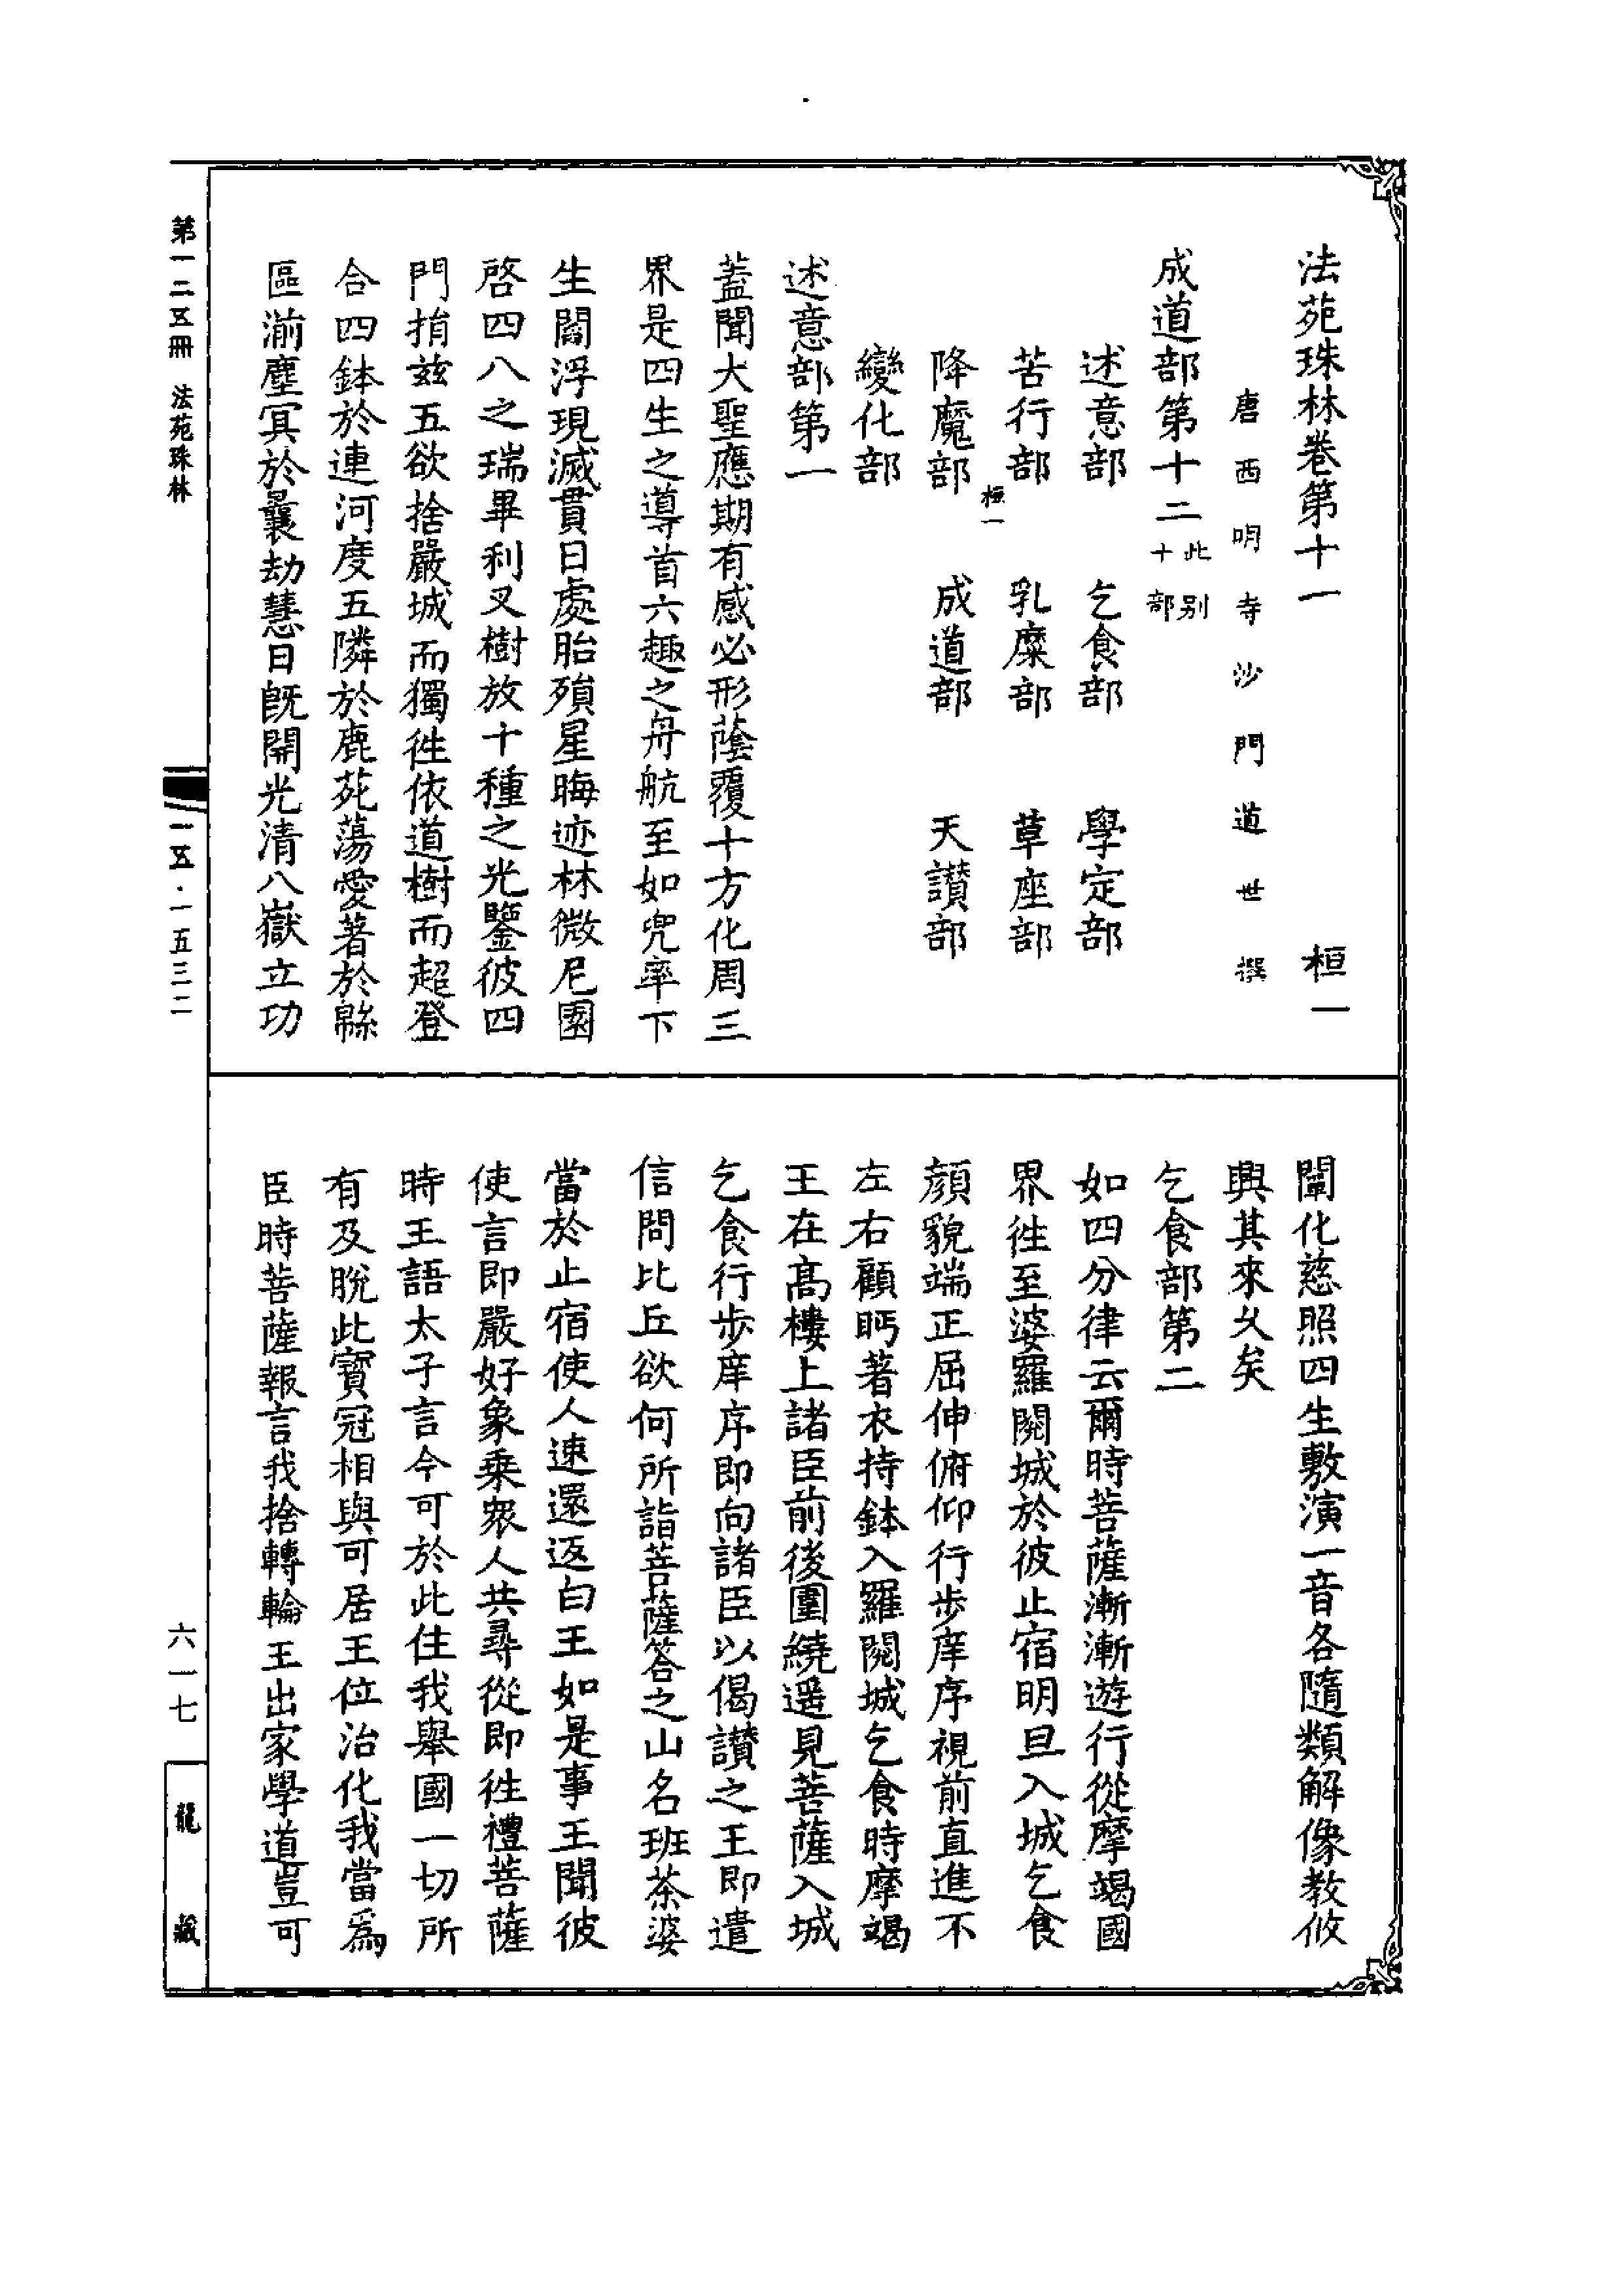 法苑珠林卷第十一　桓一
唐西明寺沙門道世撰
成道部第十二此別十部
述意部　乞食部　學定部
苦行部　乳糜部　草座部
桓一
降魔部　成道部　天讚部
變化部
述意部第一
蓋聞大聖應期有感必形蔭覆十方化周三
界是四生之導首六趣之舟航至如兜率下
生閻浮現滅貫日處胎殞星晦迹林微尼園
啓四八之瑞畢利叉樹放十種之光鑒彼四
門捐兹五欲捨嚴城而獨徃依道樹而超登
合四鉢於連河度五隣於鹿苑蕩愛著於緜
區湔塵冥於曩劫慧日旣開光清八嶽立功
闡化慈照四生敷演一音各隨類解像教攸
興其來乆矣
乞食部第二
如四分律云爾時菩薩漸漸遊行從摩竭國
界徃至婆羅閱城於彼止宿明旦入城乞食
顔貌端正屈伸俯仰行步庠序視前直進不
左右顧眄著衣持鉢入羅閱城乞食時摩竭
王在髙樓上諸臣前後圍繞遥見菩薩入城
乞食行步庠序即向諸臣以偈讃之王即遣
信問比丘欲何所詣菩薩答之山名班茶婆
當於止宿使人速還返白王如是事王聞彼
使言即嚴好象乗衆人共尋從即徃禮菩薩
時王語太子言今可於此住我舉國一切所
有及脫此寳冠相與可居王位治化我當爲
臣時菩薩報言我捨轉輪王出家學道豈可
第一二五冊　法苑珠林
一五·一五三二
六一七
龍藏